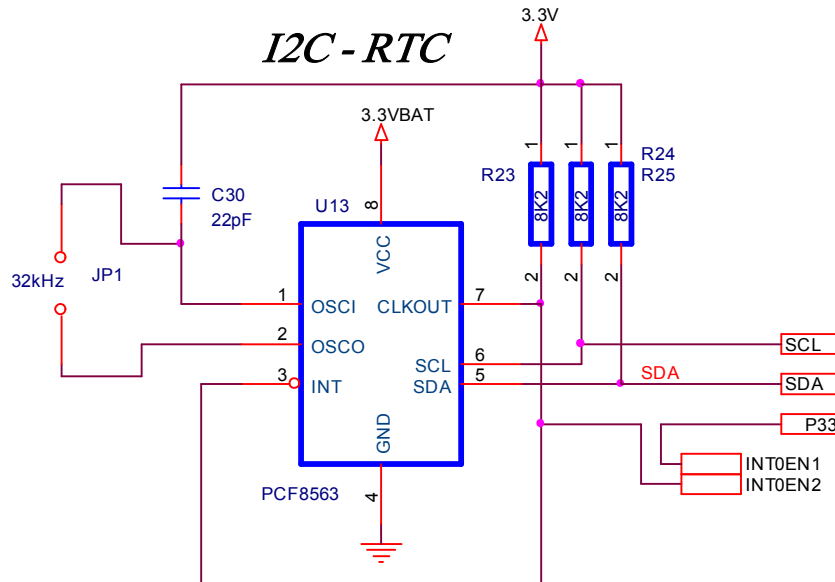 3.3V
I2C - RTC
3.3VBAT
1
1
1
R24
R25
R23
8K2
8K2
8K2
C30
22pF
U13
8
VCC
2
2
2
32kHz
JP1
1
OSCI
CLKOUT
7
2
OSCO
SCL
6
SCL
3
INT
SDA
5
SDA
SDA
GND
P33
INT0EN1
INT0EN2
PCF8563
4